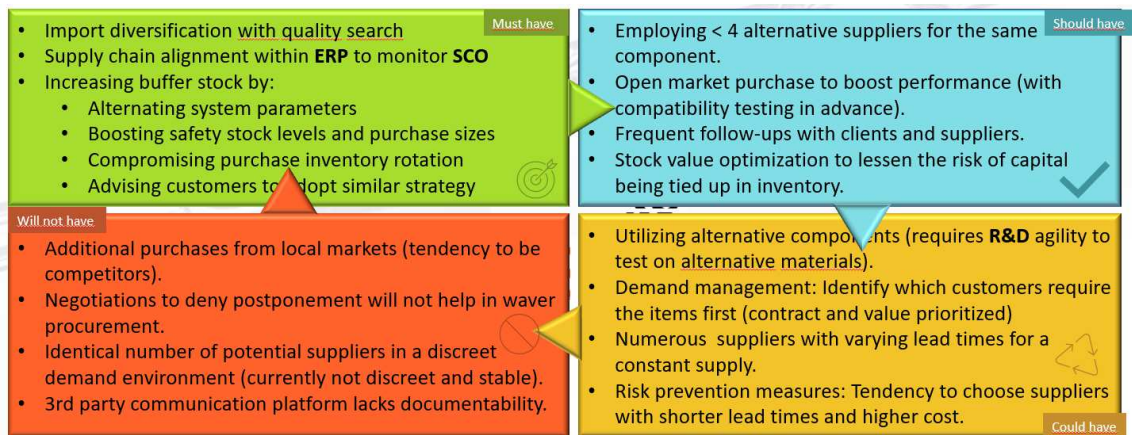 Must have
• Import diversification with quality search
• Supply chain alignment within ERP to monitor SCO
• Increasing buffer stock by:
• Alternating system parameters
• Boosting safety stock levels and purchase sizes
• Compromising purchase inventory rotation
• Advising customers to adopt similar strategy
Should have
• Employing < 4 alternative suppliers for the same
component.
• Open market purchase to boost performance (with
compatibility testing in advance).
• Frequent follow-ups with clients and suppliers.
• Stock value optimization to lessen the risk of capital
being tied up in inventory.
Will not have
• Additional purchases from local markets (tendency to be
competitors).
• Negotiations to deny postponement will not help in waver
procurement.
• Identical number of potential suppliers in a discreet
demand environment (currently not discreet and stable).
• 3rd party communication platform lacks documentability.
• Utilizing alternative components (requires R&D agility to
test on alternative materials).
• Demand management: Identify which customers require
the items first (contract and value prioritized)
• Numerous suppliers with varying lead times for a
constant supply.
• Risk prevention measures: Tendency to choose suppliers
with shorter lead times and higher cost.
Could have